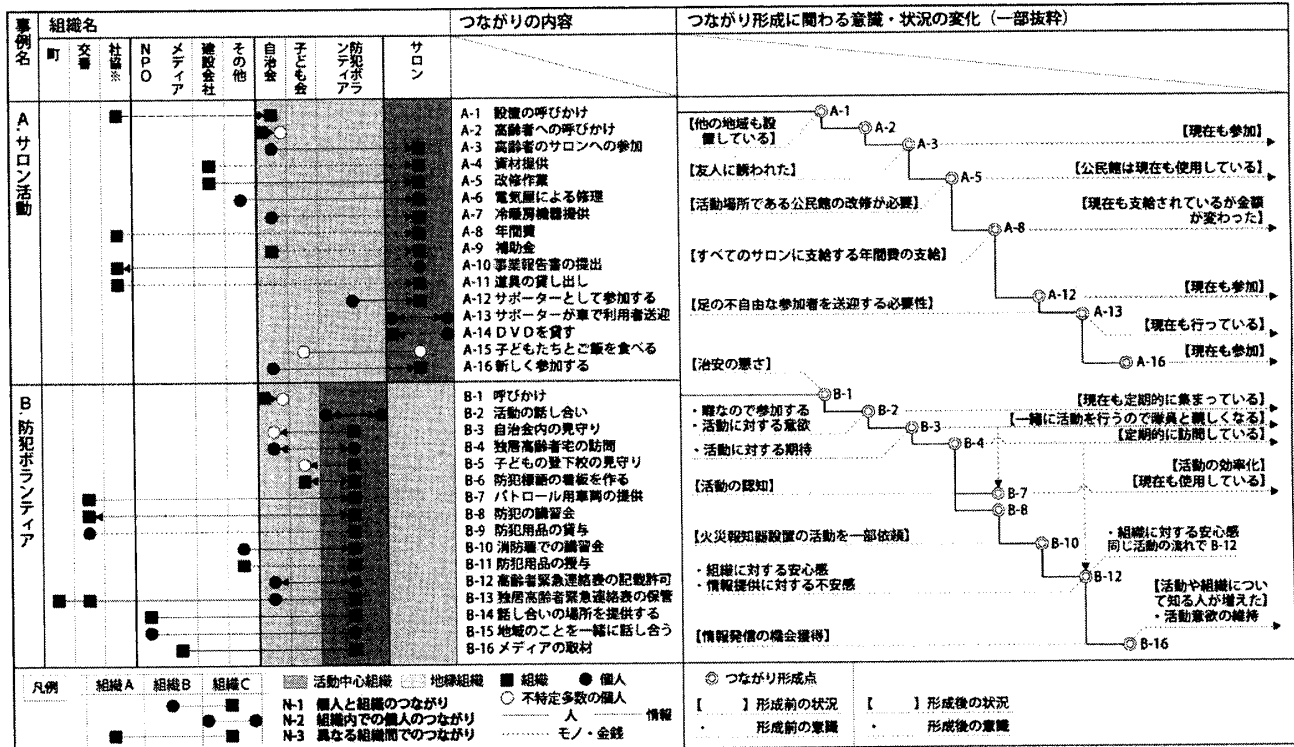 事例名
組織名
つながりの内容
つながり形成に関わる意識・状況の変化（一部抜粋）
町
交番
社協※
NPO
メディア
建設会社
その他
自治会
子ども会
防犯ボランティア
サロン
A.サロン活動
A-1 設置の呼びかけ
A-2 高齢者への呼びかけ
A-3 高齢者のサロンへの参加
A-4 資材提供
A-5 改修作業
A-6 電気屋による修理
A-7 冷暖房機器提供
A-8 年間費
A-9 補助金
A-10 事業報告書の提出
A-11 道具の貸し出し
A-12 サポーターとして参加する
A-13 サポーターが車で利用者送迎
A-14 DVDを貸す
A-15 子どもたちとご飯を食べる
A-16 新しく参加する
【他の地域も設置している】
A-1
A-2
A-3
【現在も参加】
【友人に誘われた】
A-5
【公民館は現在も使用している】
【活動場所である公民館の改修が必要】
【現在も支給されているが金額が変わった】
A-8
【すべてのサロンに支給する年間費の支給】
A-12
【現在も参加】
【足の不自由な参加者を送迎する必要性】
A-13
【現在も行っている】
A-16
【現在も参加】
B.防犯ボランティア
B-1 呼びかけ
B-2 活動の話し合い
B-3 自治会内の見守り
B-4 独居高齢者宅の訪問
B-5 子どもの登下校の見守り
B-6 防犯標語の看板を作る
B-7 パトロール用車両の提供
B-8 防犯の講習会
B-9 防犯用品の貸与
B-10 消防署での講習会
B-11 防犯用品の授与
B-12 高齢者緊急連絡表の記載許可
B-13 独居高齢者緊急連絡表の保管
B-14 話し合いの場所を提供する
B-15 地域のことを一緒に話し合う
B-16 メディアの取材
【治安の悪さ】
B-1
・暇なので参加する
・活動に対する意欲
B-2
【現在も定期的に集まっている】
B-3
【一緒に活動を行うので隊員と親しくなる】
・活動に対する期待
B-4
【定期的に訪問している】
【活動の効率化】
【活動の認知】
【現在も使用している】
B-7
B-8
【火災報知器設置の活動を一部依頼】
B-10
・組織に対する安心感
同じ活動の流れで B-12
・組織に対する安心感
・情報提供に対する不安感
B-12
【活動や組織について知る人が増えた】
・活動意欲の維持
【情報発信の機会獲得】
B-16
凡例
組織A
組織B
組織C
N-1 個人と組織のつながり
N-2 組織内での個人のつながり
N-3 異なる組織間でのつながり
活動中心組織
地縁組織
組織
個人
不特定多数の個人
人
情報
モノ・金銭
つながり形成点
【 】形成前の状況
【 】形成後の状況
・ 形成前の意識
・ 形成後の意識